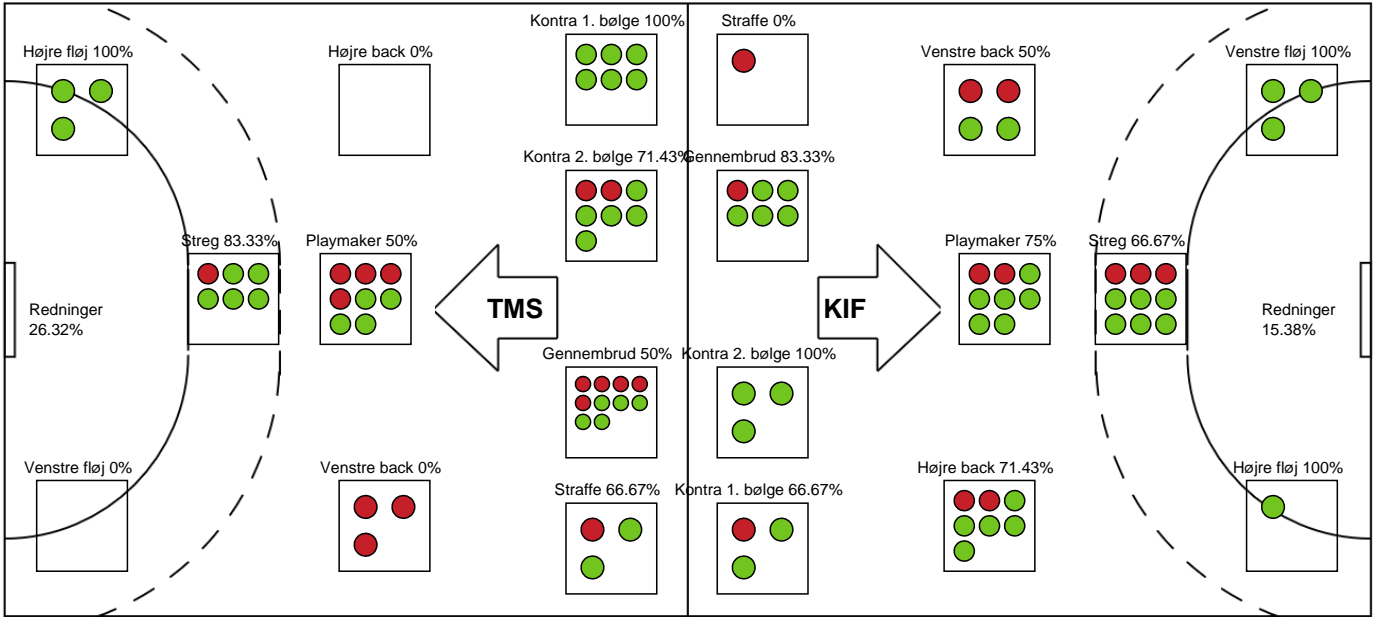 Kontra 1. bølge 100%
Straffe 0%
Højre fløj 100%
Højre back 0%
Venstre back 50%
Venstre fløj 100%
Kontra 2. bølge 71.43%
Gennembrud 83.33%
Streg 83.33%
Playmaker 50%
Playmaker 75%
Streg 66.67%
Redninger
26.32%
TMS
KIF
Redninger
15.38%
Gennembrud 50%
Kontra 2. bølge 100%
Venstre fløj 0%
Venstre back 0%
Højre back 71.43%
Højre fløj 100%
Straffe 66.67%
Kontra 1. bølge 66.67%